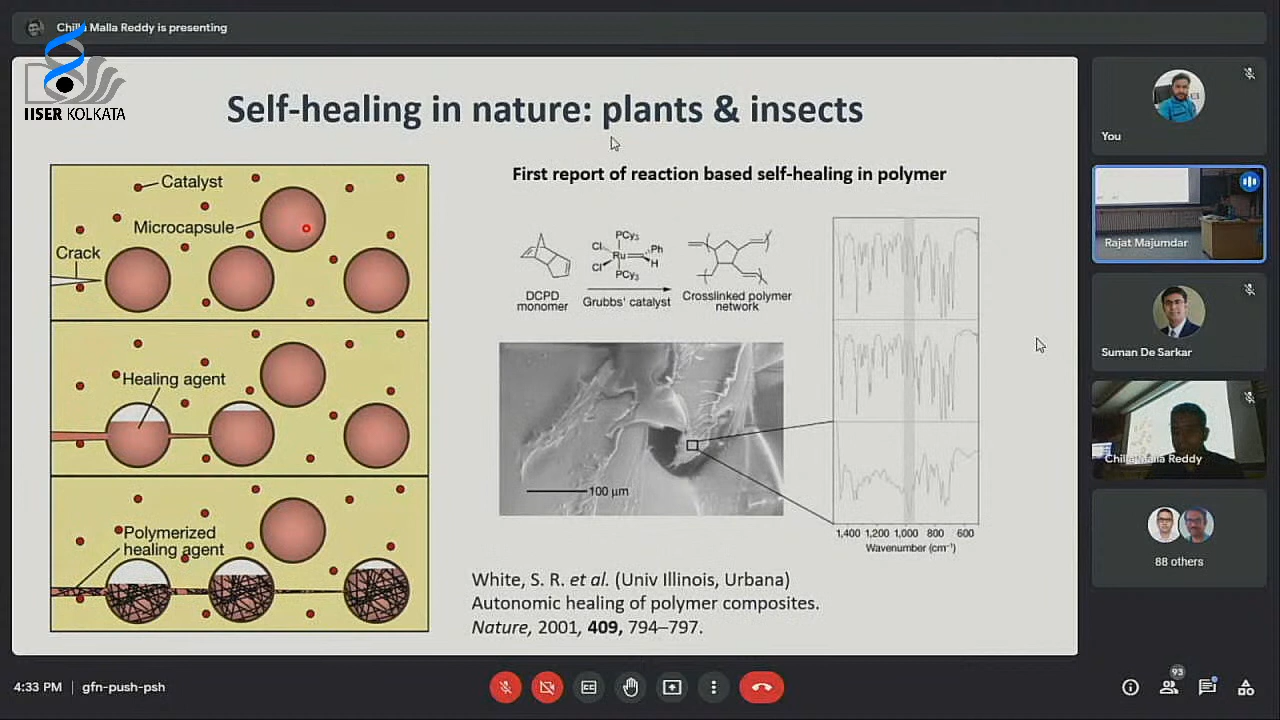 Chilla Malla Reddy is presenting
IISER KOLKATA
Self-healing in nature: plants & insects
Catalyst
Microcapsule
Crack
Healing agent
Polymerized
healing agent
First report of reaction based self-healing in polymer
PCy₃
Cl
Ru
Ph
Cl
H
PCy₃
DCPD
monomer
Grubbs' catalyst
Crosslinked polymer
network
100 µm
1,400 1,200 1,000 800 600
Wavenumber (cm⁻¹)
White, S. R. et al. (Univ Illinois, Urbana)
Autonomic healing of polymer composites.
Nature, 2001, 409, 794–797.
You
Rajat Majumdar
Suman De Sarkar
Chilla Malla Reddy
88 others
4:33 PM | gfn-push-psh
93